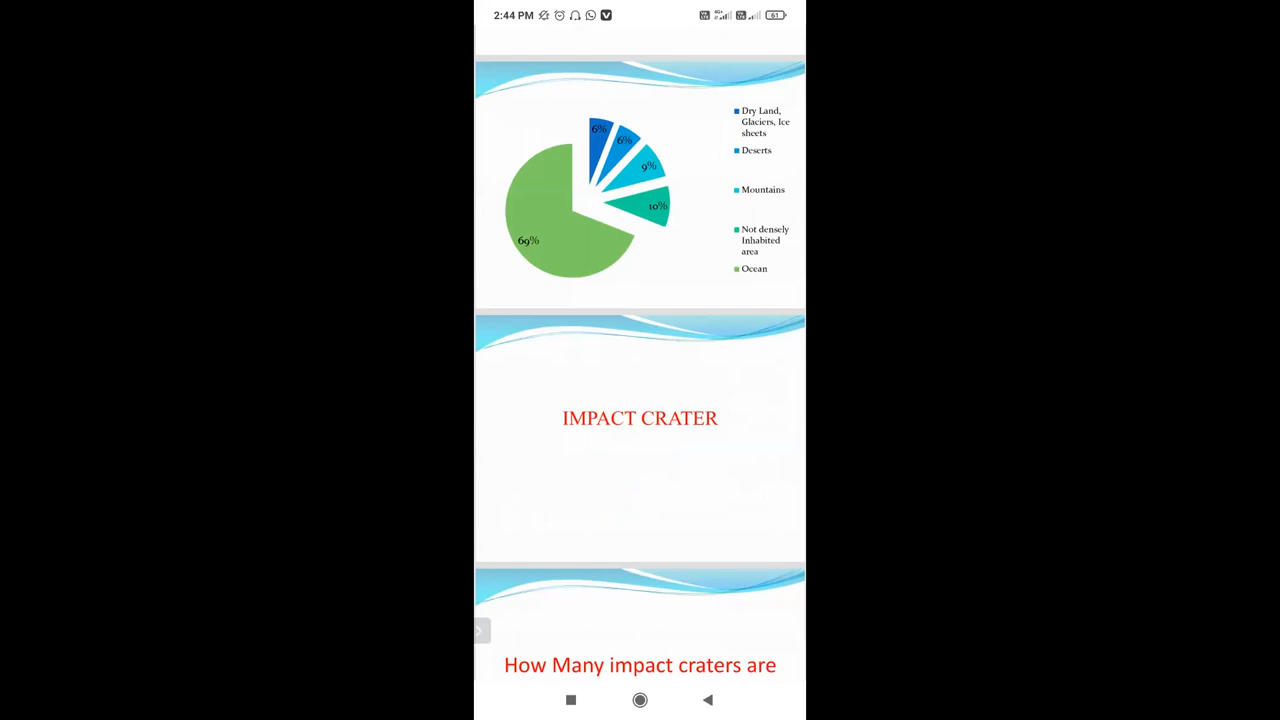 2:44 PM
61
6%
6%
9%
10%
69%
Dry Land,
Glaciers, Ice
sheets
Deserts
Mountains
Not densely
Inhabited
area
Ocean
IMPACT CRATER
How Many impact craters are